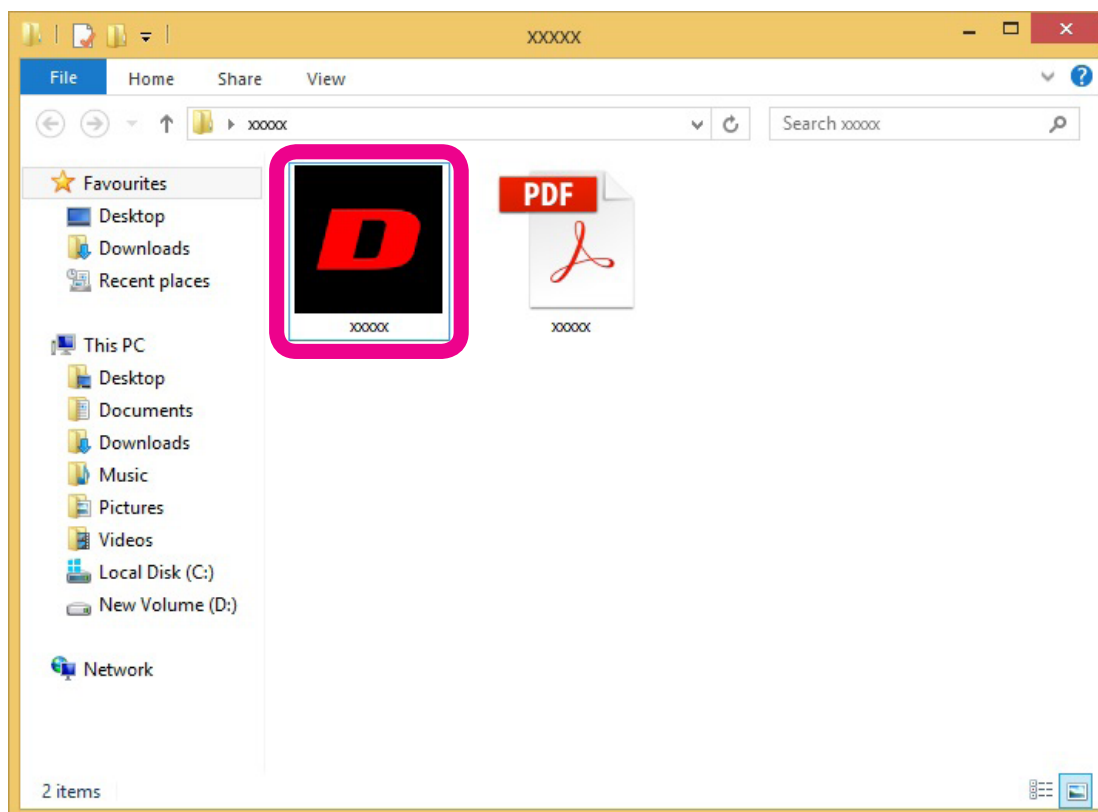 xxxxx
File Home Share View
xxxxx Search xxxxx
Favourites
Desktop
Downloads
Recent places
This PC
Desktop
Documents
Downloads
Music
Pictures
Videos
Local Disk (C:)
New Volume (D:)
Network
D
xxxxx
PDF
xxxxx
2 items